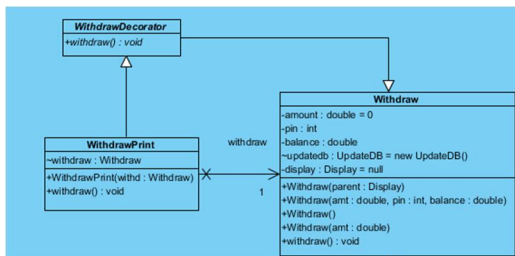 WithdrawDecorator
+withdraw() : void
Withdraw
-amount : double = 0
-pin : int
-balance : double
~updatedb : UpdateDB = new UpdateDB()
-display : Display = null
+Withdraw(parent : Display)
+Withdraw(amt : double, pin : int, balance : double)
+Withdraw()
+Withdraw(amt : double)
+withdraw() : void
WithdrawPrint
~withdraw : Withdraw
+WithdrawPrint(withd : Withdraw)
+withdraw() : void
withdraw
1